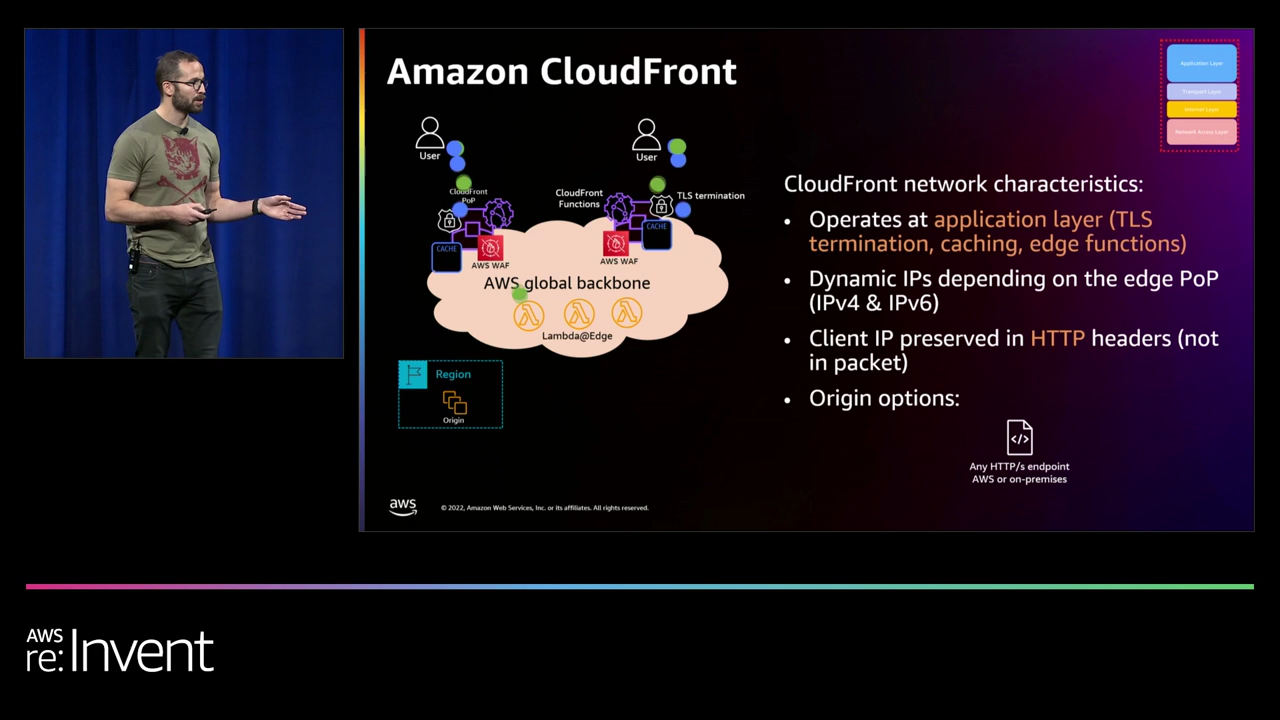 Amazon CloudFront
Application Layer
Transport Layer
Internet Layer
Network Access Layer
User
User
CloudFront
PoP
CloudFront
Functions
TLS termination
CACHE
CACHE
AWS WAF
AWS WAF
AWS global backbone
Lambda@Edge
Region
Origin
CloudFront network characteristics:
• Operates at application layer (TLS
termination, caching, edge functions)
• Dynamic IPs depending on the edge PoP
(IPv4 & IPv6)
• Client IP preserved in HTTP headers (not
in packet)
• Origin options:
Any HTTP/s endpoint
AWS or on-premises
aws
© 2022, Amazon Web Services, Inc. or its affiliates. All rights reserved.
AWS
re:Invent